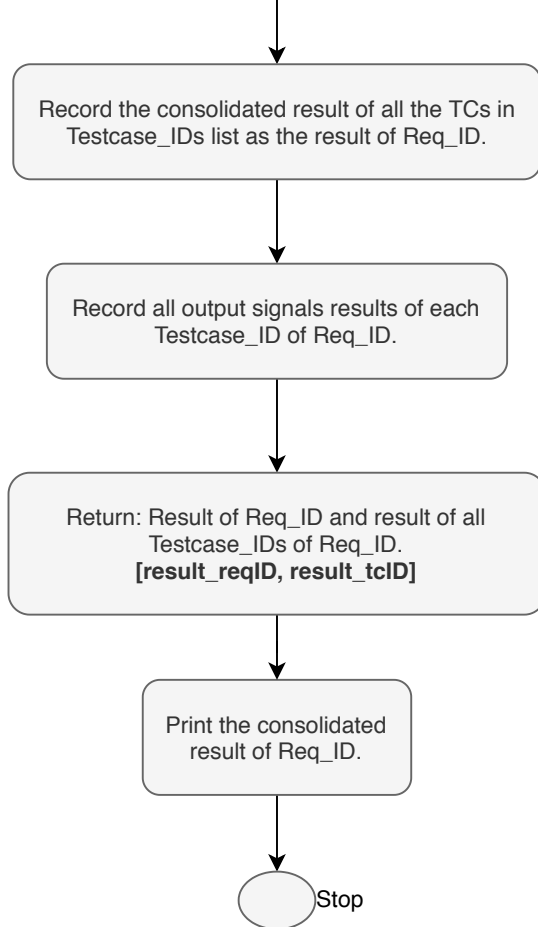 Record the consolidated result of all the TCs in
Testcase_IDs list as the result of Req_ID.
Record all output signals results of each
Testcase_ID of Req_ID.
Return: Result of Req_ID and result of all
Testcase_IDs of Req_ID.
[result_reqID, result_tcID]
Print the consolidated
result of Req_ID.
Stop